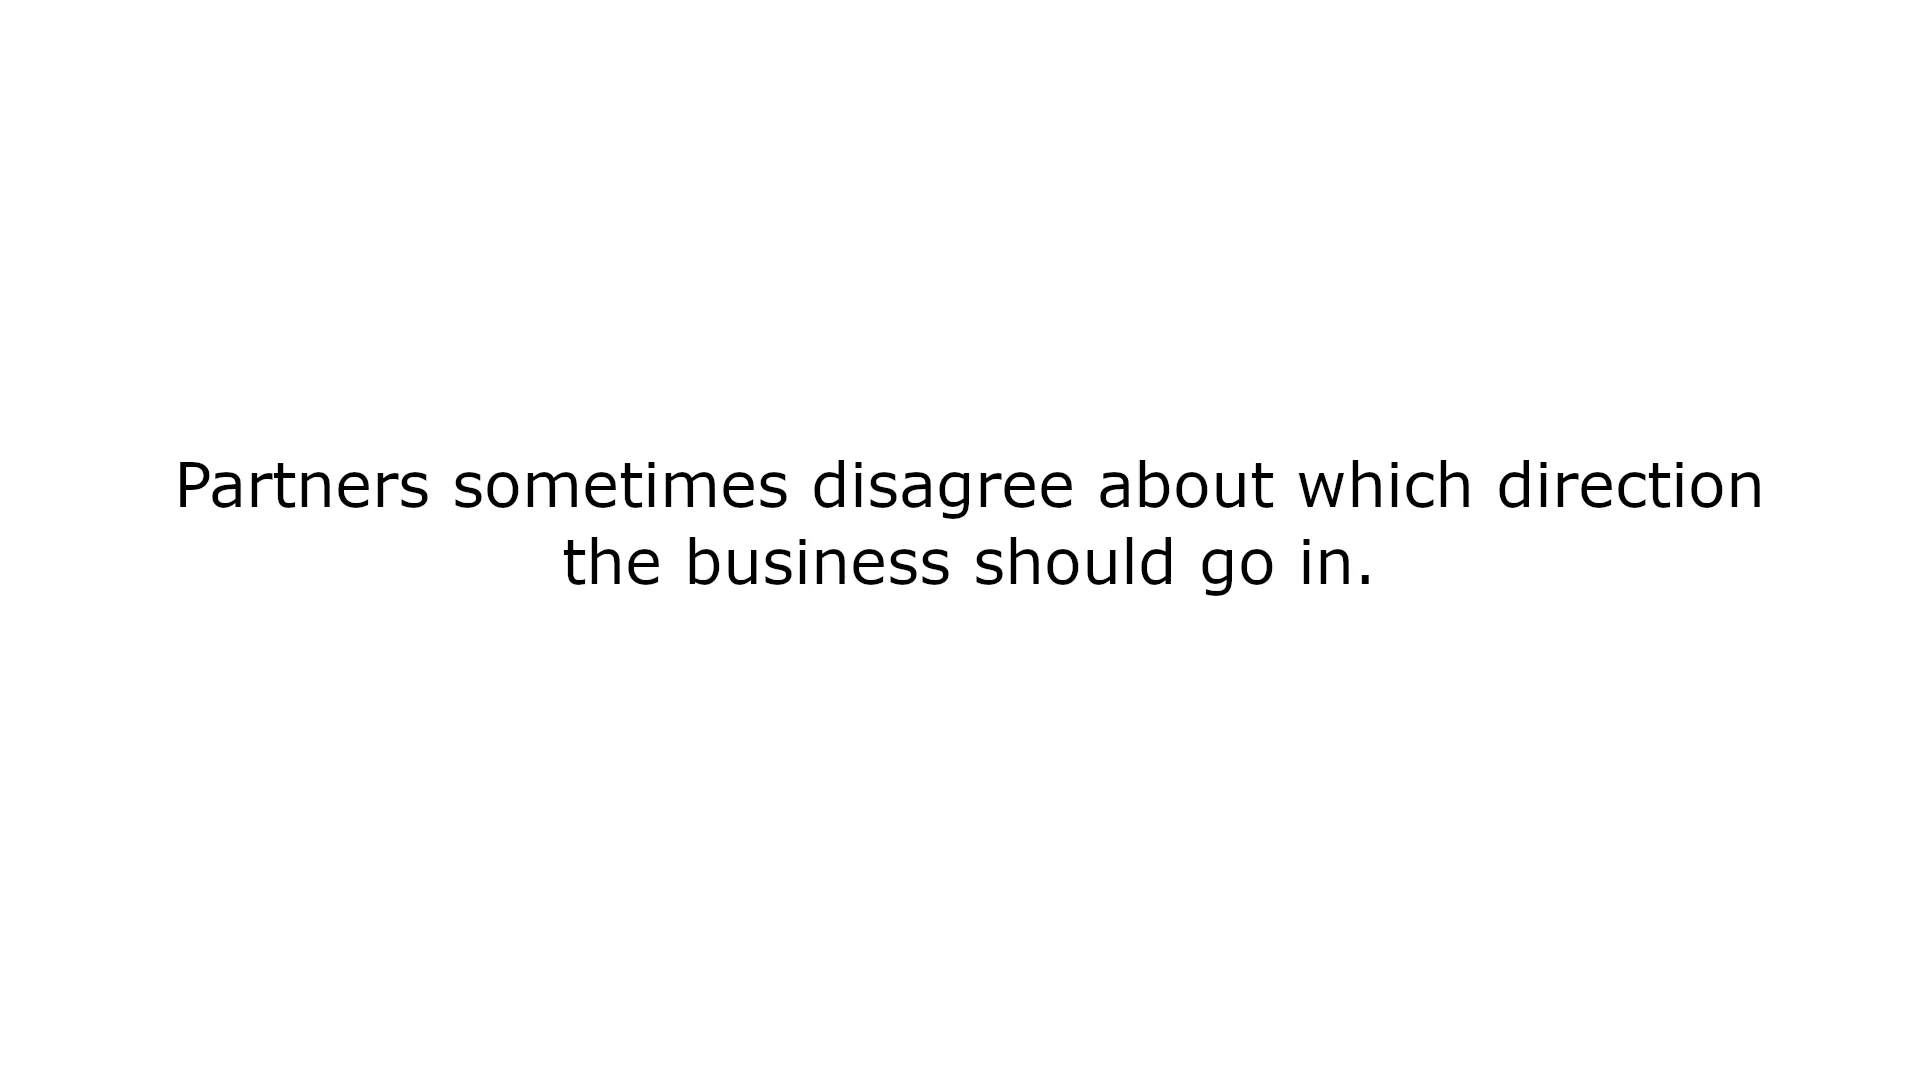 Partners sometimes disagree about which direction
the business should go in.